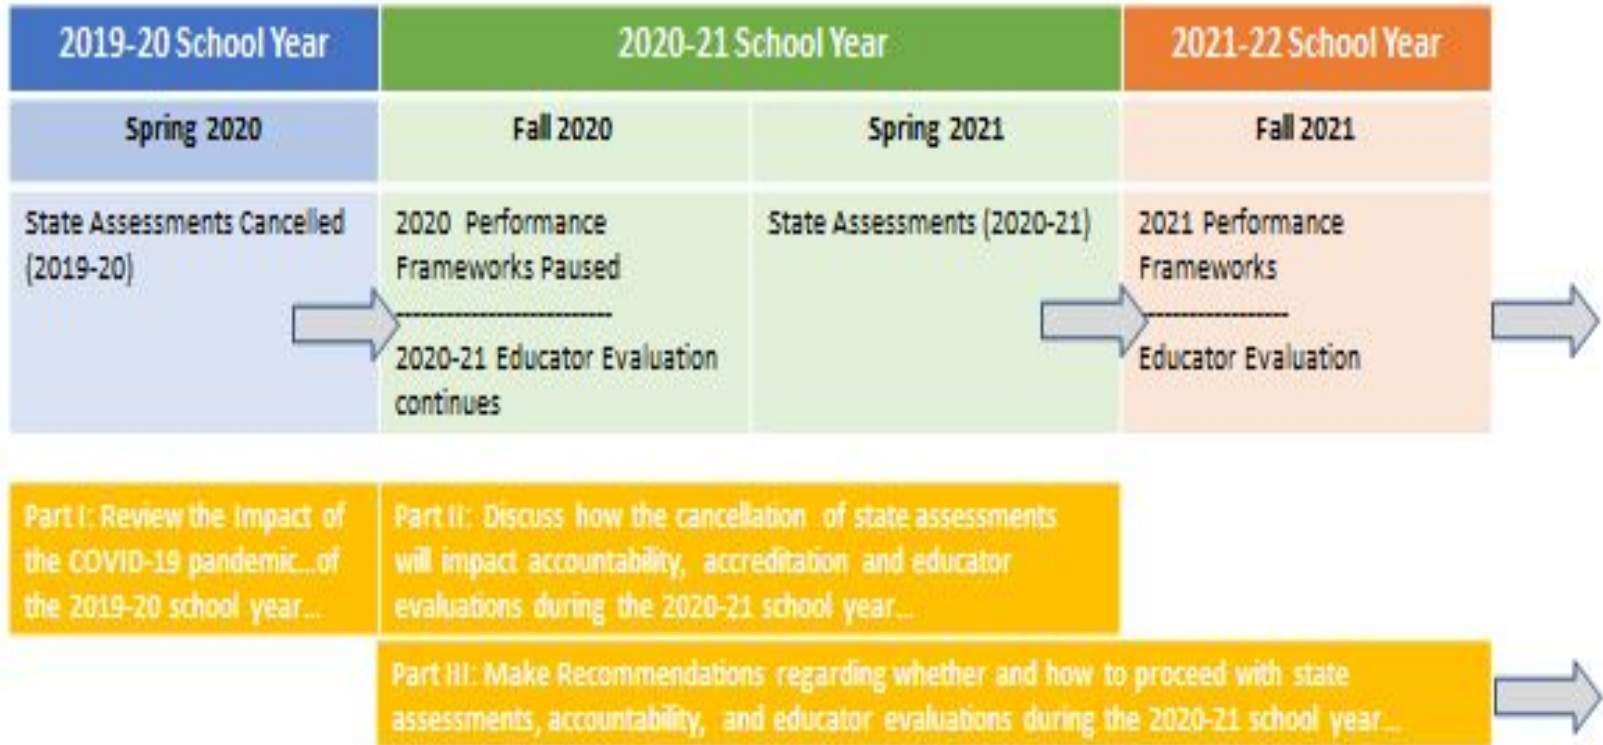 2019-20 School Year
2020-21 School Year
2021-22 School Year
Spring 2020
Fall 2020
Spring 2021
Fall 2021
State Assessments Cancelled
(2019-20)
2020 Performance
Frameworks Paused
--------------------------
2020-21 Educator Evaluation
continues
State Assessments (2020-21)
2021 Performance
Frameworks
-----------------
Educator Evaluation
Part I: Review the Impact of
the COVID-19 pandemic...of
the 2019-20 school year...
Part II: Discuss how the cancellation of state assessments
will impact accountability, accreditation and educator
evaluations during the 2020-21 school year...
Part III: Make Recommendations regarding whether and how to proceed with state
assessments, accountability, and educator evaluations during the 2020-21 school year...